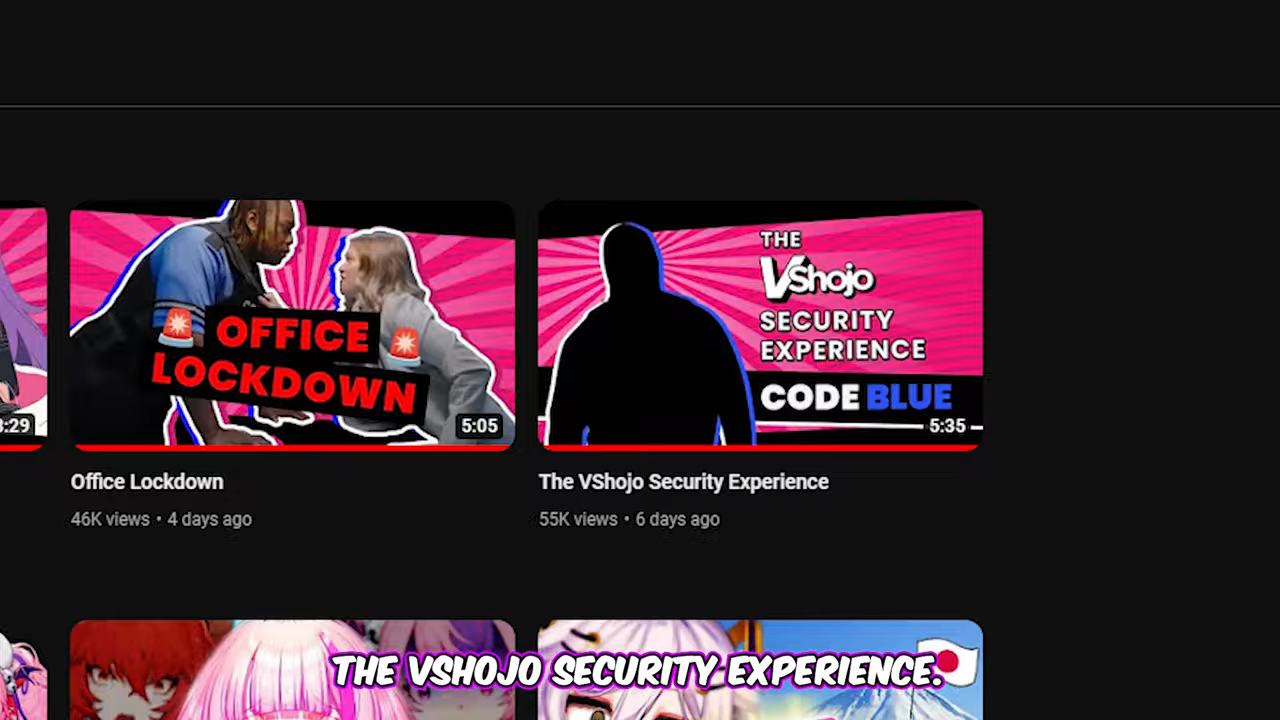 OFFICE
LOCKDOWN
5:05
THE
VShojo
SECURITY
EXPERIENCE
CODE BLUE
5:35
:29
Office Lockdown
46K views • 4 days ago
The VShojo Security Experience
55K views • 6 days ago
THE VSHOJO SECURITY EXPERIENCE.